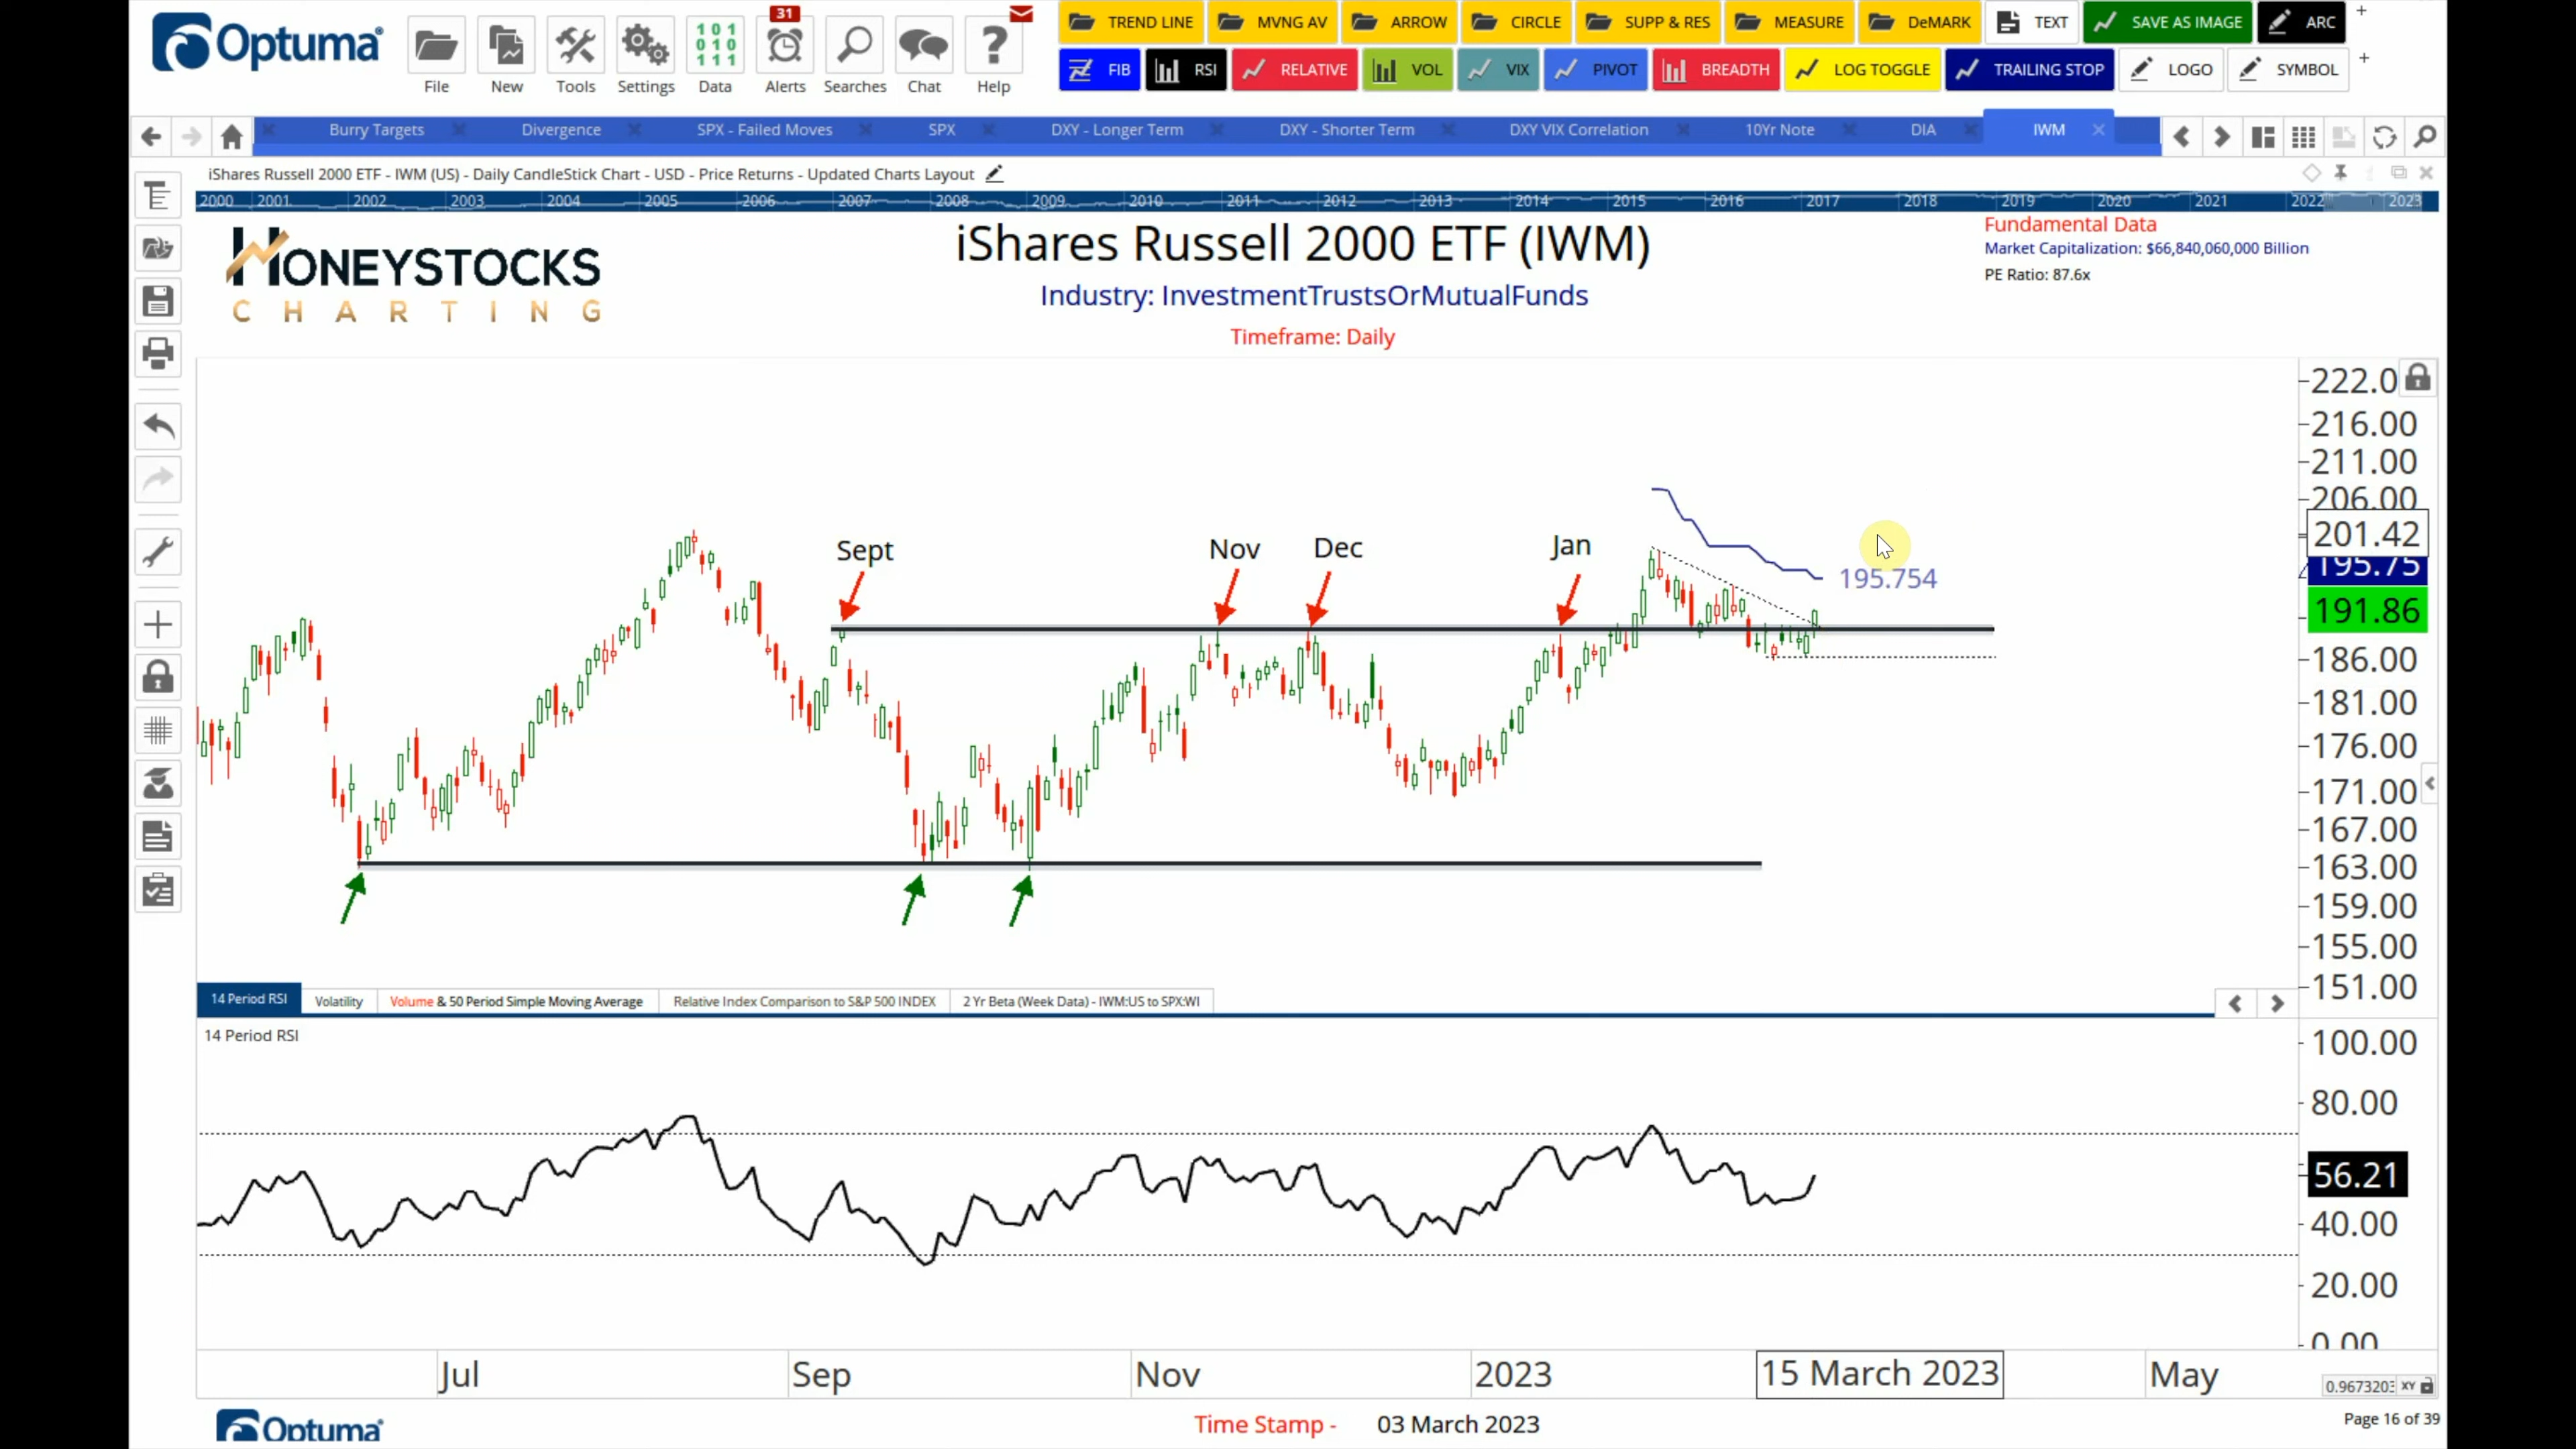 Optuma
File
New
Tools
Settings
101
010
111
Data
31
Alerts
Searches
Chat
Help
TREND LINE
MVNG AV
ARROW
CIRCLE
SUPP & RES
MEASURE
DeMARK
TEXT
SAVE AS IMAGE
ARC
FIB
RSI
RELATIVE
VOL
VIX
PIVOT
BREADTH
LOG TOGGLE
TRAILING STOP
LOGO
SYMBOL
Burry Targets
Divergence
SPX - Failed Moves
SPX
DXY - Longer Term
DXY - Shorter Term
DXY VIX Correlation
10Yr Note
DIA
IWM
iShares Russell 2000 ETF - IWM (US) - Daily CandleStick Chart - USD - Price Returns - Updated Charts Layout
2000 2001 2002 2003 2004 2005 2006 2007 2008 2009 2010 2011 2012 2013 2014 2015 2016 2017 2018 2019 2020 2021 2022 2023
HONEYSTOCKS
CHARTING
iShares Russell 2000 ETF (IWM)
Industry: InvestmentTrustsOrMutualFunds
Timeframe: Daily
Fundamental Data
Market Capitalization: $66,840,060,000 Billion
PE Ratio: 87.6x
222.0
216.00
211.00
206.00
201.42
195.75
191.86
186.00
181.00
176.00
171.00
167.00
163.00
159.00
155.00
151.00
Sept
Nov
Dec
Jan
195.754
14 Period RSI
Volatility
Volume & 50 Period Simple Moving Average
Relative Index Comparison to S&P 500 INDEX
2 Yr Beta (Week Data) - IWM:US to SPX:WI
14 Period RSI
100.00
80.00
56.21
40.00
20.00
0.00
Jul
Sep
Nov
2023
15 March 2023
May
0.9673203
XY
Optuma
Time Stamp - 03 March 2023
Page 16 of 39